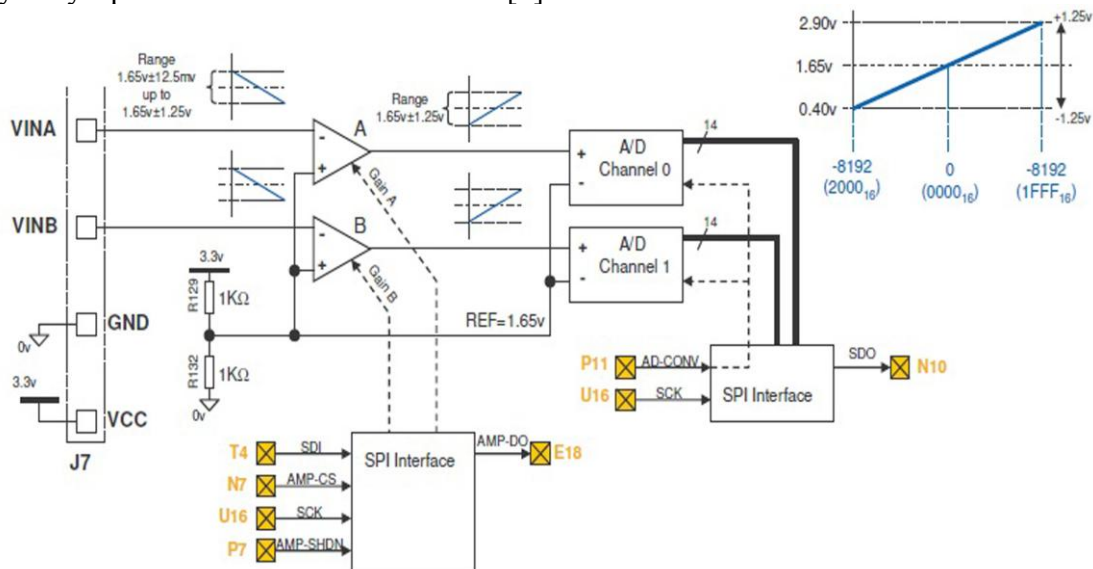 [ ]
Range
1.65v±12.5mv
up to
1.65v±1.25v
VINA
VINB
GND
VCC
J7
0v
3.3v
A
Gain A
B
Gain B
Range
1.65v±1.25v
3.3v
R129
1KΩ
R132
1KΩ
0v
REF=1.65v
A/D
Channel 0
14
A/D
Channel 1
14
2.90v
1.65v
0.40v
+1.25v
-1.25v
-8192
(2000₁₆)
0
(0000₁₆)
-8192
(1FFF₁₆)
P11 AD-CONV
U16 SCK
SPI Interface
SDO N10
T4 SDI
N7 AMP-CS
U16 SCK
P7 AMP-SHDN
SPI Interface
AMP-DO E18